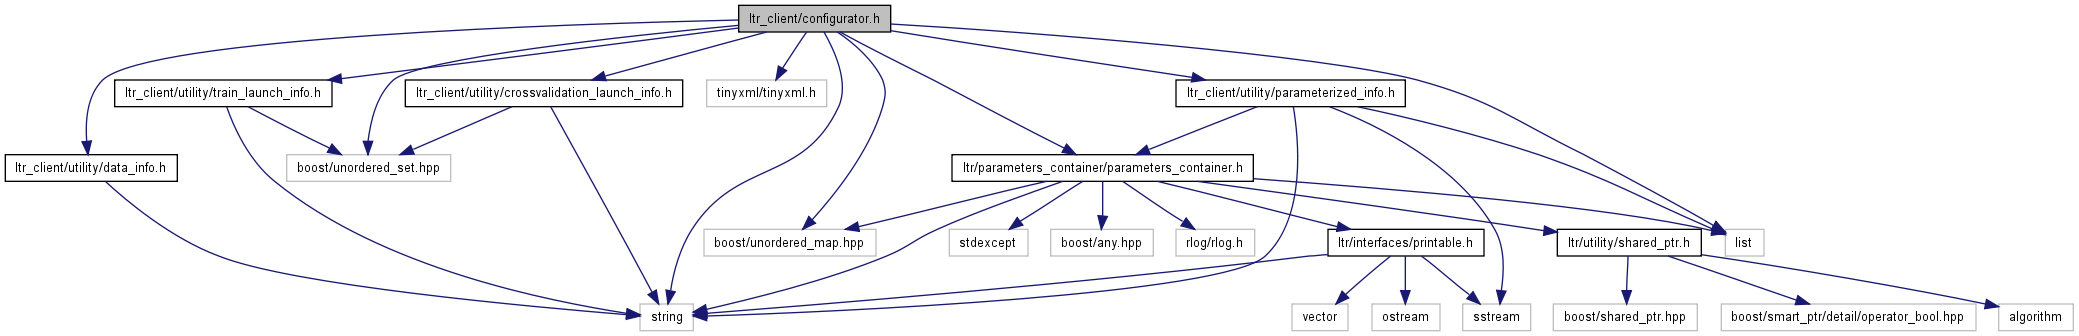 ltr_client/configurator.h
ltr_client/utility/train_launch_info.h
ltr_client/utility/crossvalidation_launch_info.h
tinyxml/tinyxml.h
ltr_client/utility/parameterized_info.h
ltr_client/utility/data_info.h
boost/unordered_set.hpp
ltr/parameters_container/parameters_container.h
boost/unordered_map.hpp
stdexcept
boost/any.hpp
rlog/rlog.h
ltr/interfaces/printable.h
ltr/utility/shared_ptr.h
list
string
vector
ostream
sstream
boost/shared_ptr.hpp
boost/smart_ptr/detail/operator_bool.hpp
algorithm